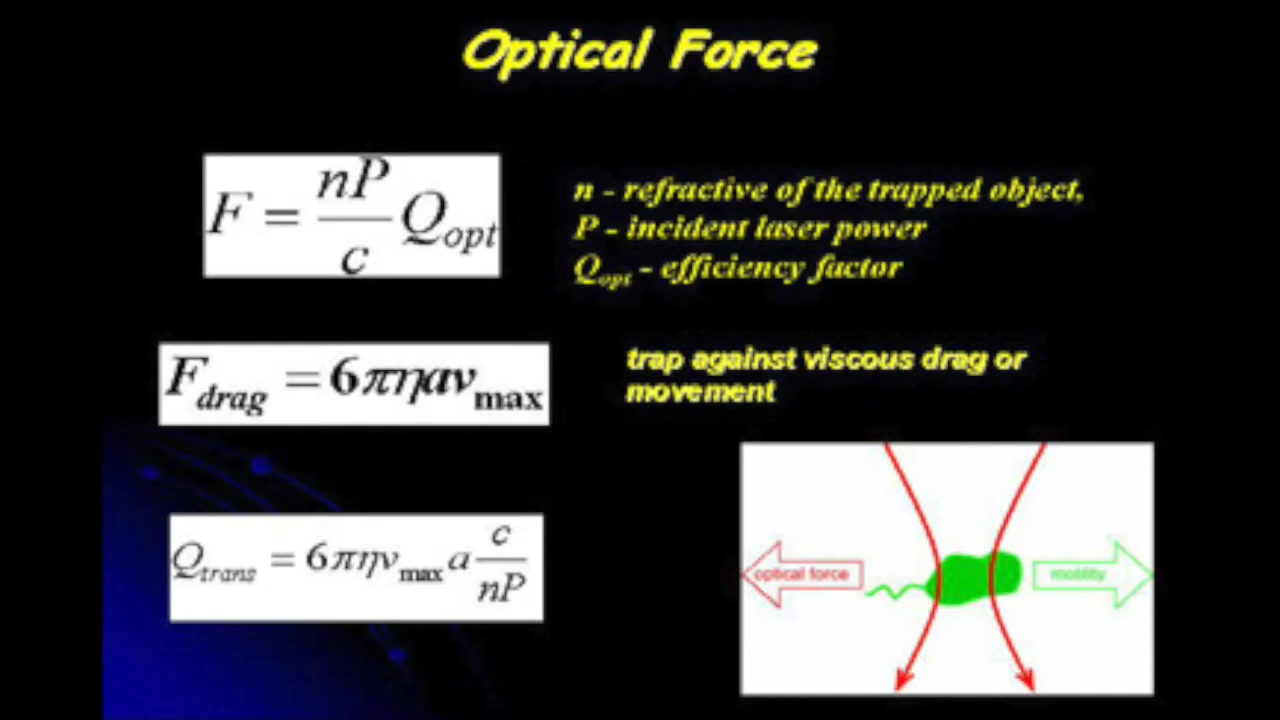 Optical Force
F = nP/c Q_opt
n - refractive of the trapped object,
P - incident laser power
Q_opt - efficiency factor
F_drag = 6πηav_max
trap against viscous drag or
movement
Q_trans = 6πηv_max a c/nP
optical force
motility